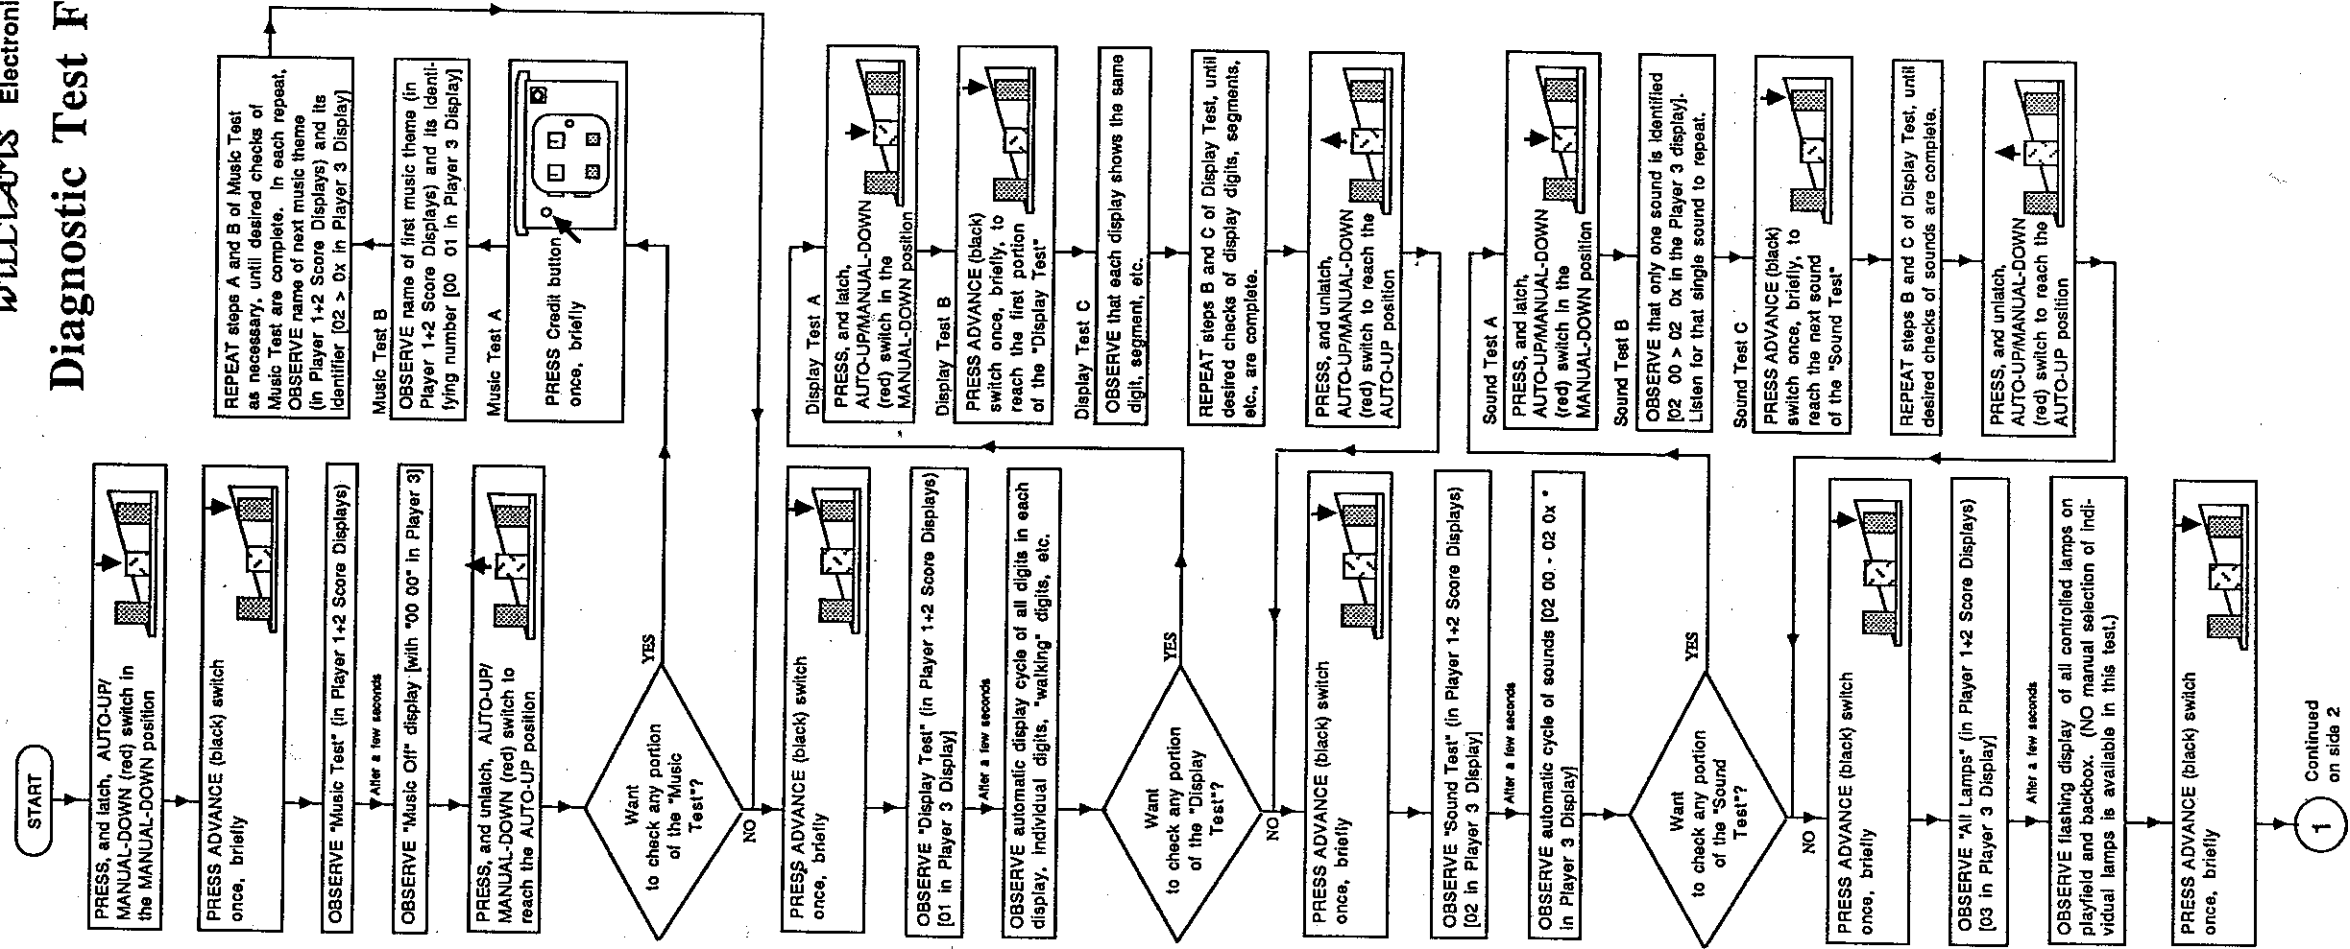 WILLIAMS Electroni
Diagnostic Test F
START
PRESS, and latch, AUTO-UP/
MANUAL-DOWN (red) switch in
the MANUAL-DOWN position
PRESS ADVANCE (black) switch
once, briefly
OBSERVE "Music Test" (in Player 1+2 Score Displays)
After a few seconds
OBSERVE "Music Off" display [with "00 00" in Player 3]
PRESS, and unlatch, AUTO-UP/
MANUAL-DOWN (red) switch to
reach the AUTO-UP position
Want
to check any portion
of the "Music
Test"?
YES
NO
Music Test A
PRESS Credit button
once, briefly
Music Test B
OBSERVE name of first music theme (in
Player 1+2 Score Displays) and its identi-
fying number [00 01 in Player 3 Display]
REPEAT steps A and B of Music Test
as necessary, until desired checks of
Music Test are complete. In each repeat,
OBSERVE name of next music theme
(in Player 1+2 Score Displays) and its
Identifier [02 > 0x in Player 3 Display]
PRESS ADVANCE (black) switch
once, briefly
OBSERVE "Display Test" (in Player 1+2 Score Displays)
[01 in Player 3 Display]
After a few seconds
OBSERVE automatic display cycle of all digits in each
display, individual digits, "walking" digits, etc.
Want
to check any portion
of the "Display
Test"?
YES
NO
Display Test A
PRESS, and latch,
AUTO-UP/MANUAL-DOWN
(red) switch in the
MANUAL-DOWN position
Display Test B
PRESS ADVANCE (black)
switch once, briefly, to
reach the first portion
of the "Display Test"
Display Test C
OBSERVE that each display shows the same
digit, segment, etc.
REPEAT steps B and C of Display Test, until
desired checks of display digits, segments,
etc., are complete.
PRESS, and unlatch,
AUTO-UP/MANUAL-DOWN
(red) switch to reach the
AUTO-UP position
PRESS ADVANCE (black) switch
once, briefly
OBSERVE "Sound Test" (in Player 1+2 Score Displays)
[02 in Player 3 Display]
After a few seconds
OBSERVE automatic cycle of sounds [02 00 - 02 0x "
in Player 3 Display]
Want
to check any portion
of the "Sound
Test"?
YES
NO
Sound Test A
PRESS, and latch,
AUTO-UP/MANUAL-DOWN
(red) switch in the
MANUAL-DOWN position
Sound Test B
OBSERVE that only one sound is identified
[02 00 > 02 0x in the Player 3 display].
Listen for that single sound to repeat.
Sound Test C
PRESS ADVANCE (black)
switch once, briefly, to
reach the next sound
of the "Sound Test"
REPEAT steps B and C of Display Test, until
desired checks of sounds are complete.
PRESS, and unlatch,
AUTO-UP/MANUAL-DOWN
(red) switch to reach the
AUTO-UP position
PRESS ADVANCE (black) switch
once, briefly
OBSERVE "All Lamps" (in Player 1+2 Score Displays)
[03 in Player 3 Display]
After a few seconds
OBSERVE flashing display of all controlled lamps on
playfield and backbox. (NO manual selection of indi-
vidual lamps is available in this test.)
PRESS ADVANCE (black) switch
once, briefly
1
Continued
on side 2